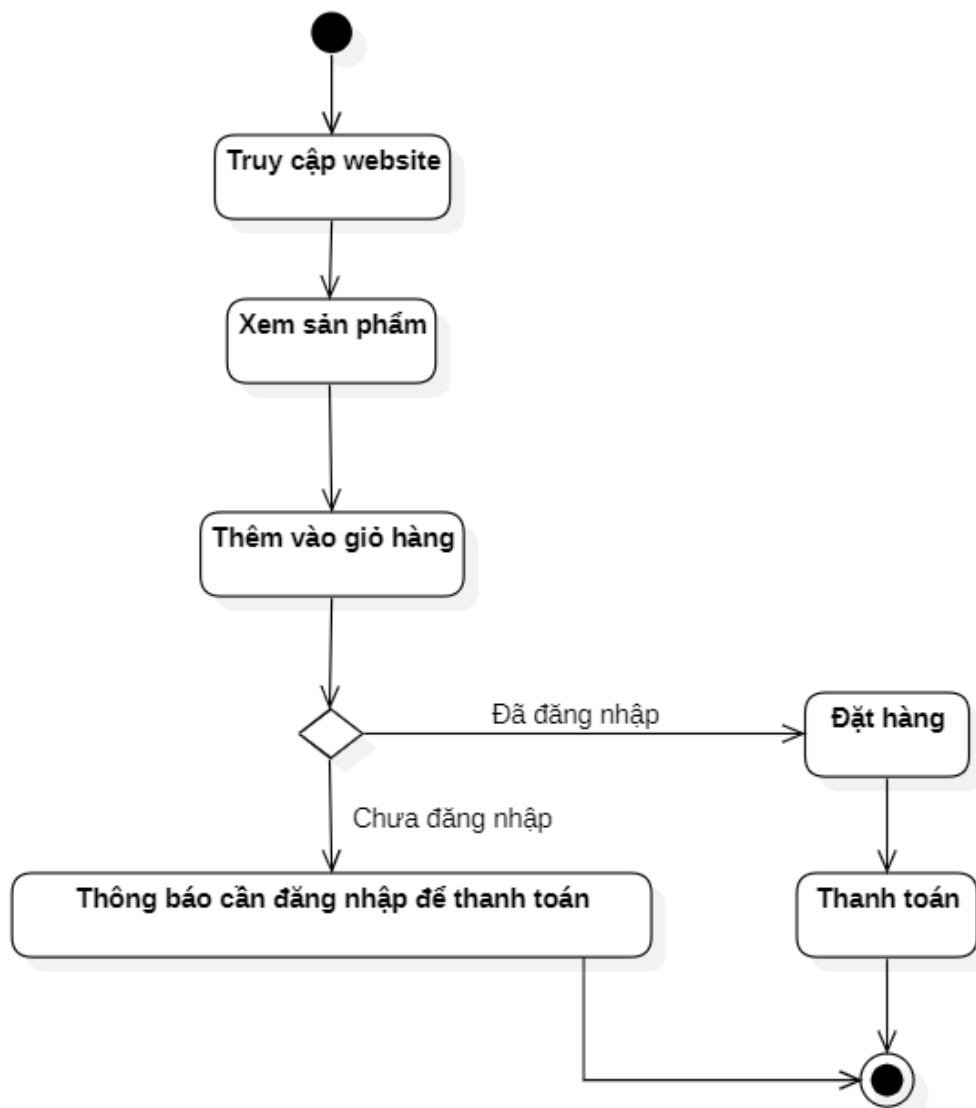 Truy cập website
Xem sản phẩm
Thêm vào giỏ hàng
Đã đăng nhập
Đặt hàng
Chưa đăng nhập
Thông báo cần đăng nhập để thanh toán
Thanh toán